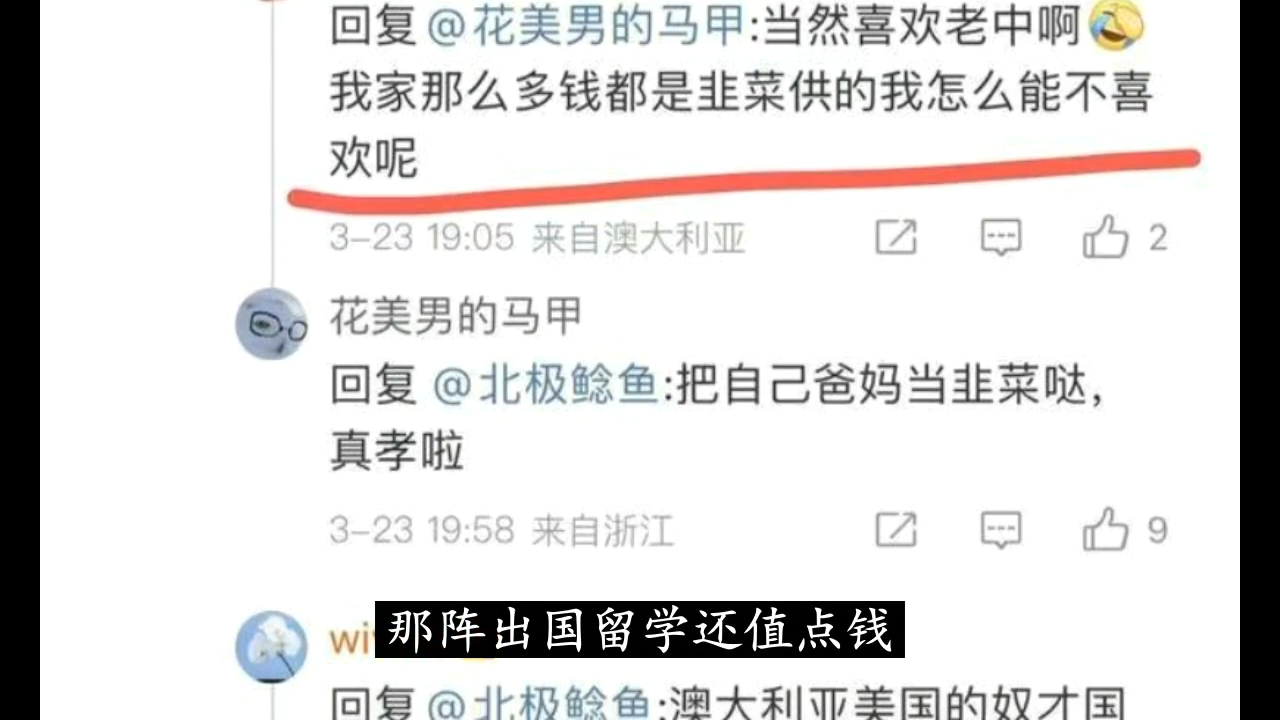 回复@花美男的马甲:当然喜欢老中啊😂
我家那么多钱都是韭菜供的我怎么能不喜
欢呢
3-23 19:05 来自澳大利亚
2
花美男的马甲
回复 @北极鲶鱼:把自己爸妈当韭菜哒,
真孝啦
3-23 19:58 来自浙江
9
那阵出国留学还值点钱
回复@北极鲶鱼:澳大利亚美国的奴才国